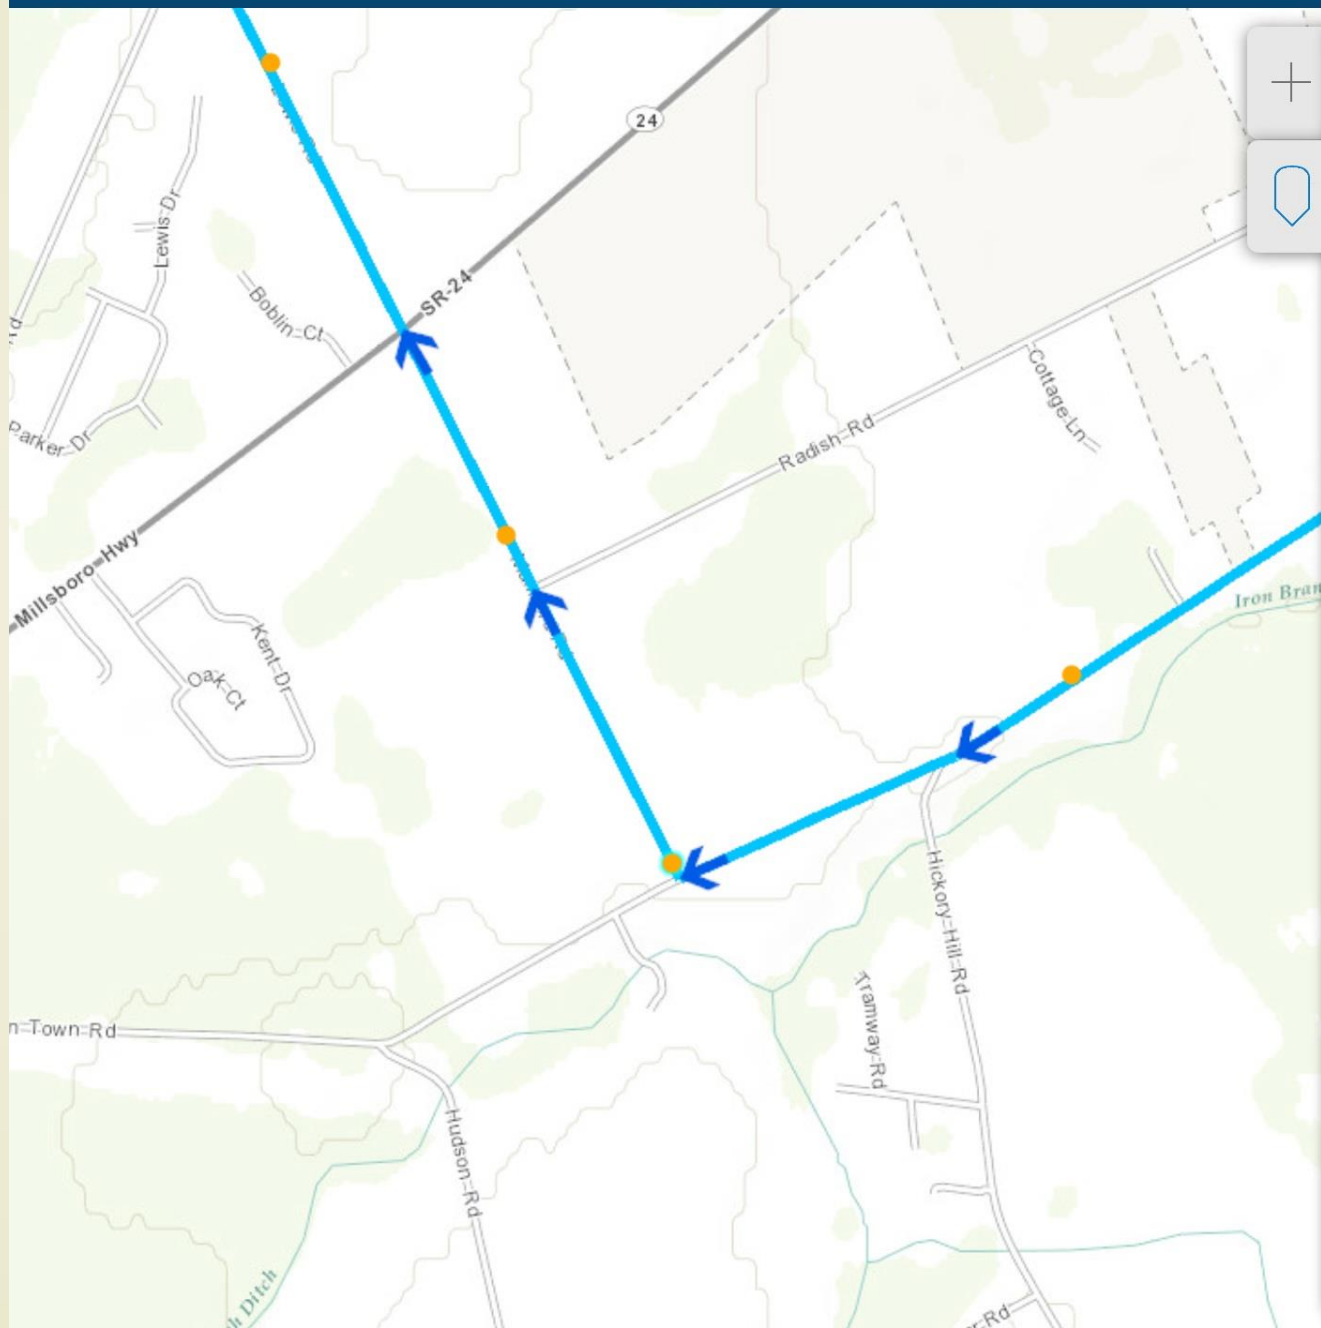 24
SR-24
Lewis-Dr
Boblin-Ct
Parker-Dr
Radish-Rd
Cottage-Ln
Millsboro-Hwy
Iron Bran
Kent-Dr
Oak-Ct
Hickory-Hill-Rd
Tramway-Rd
n-Town-Rd
Hudson-Rd
h Ditch
r-Rd